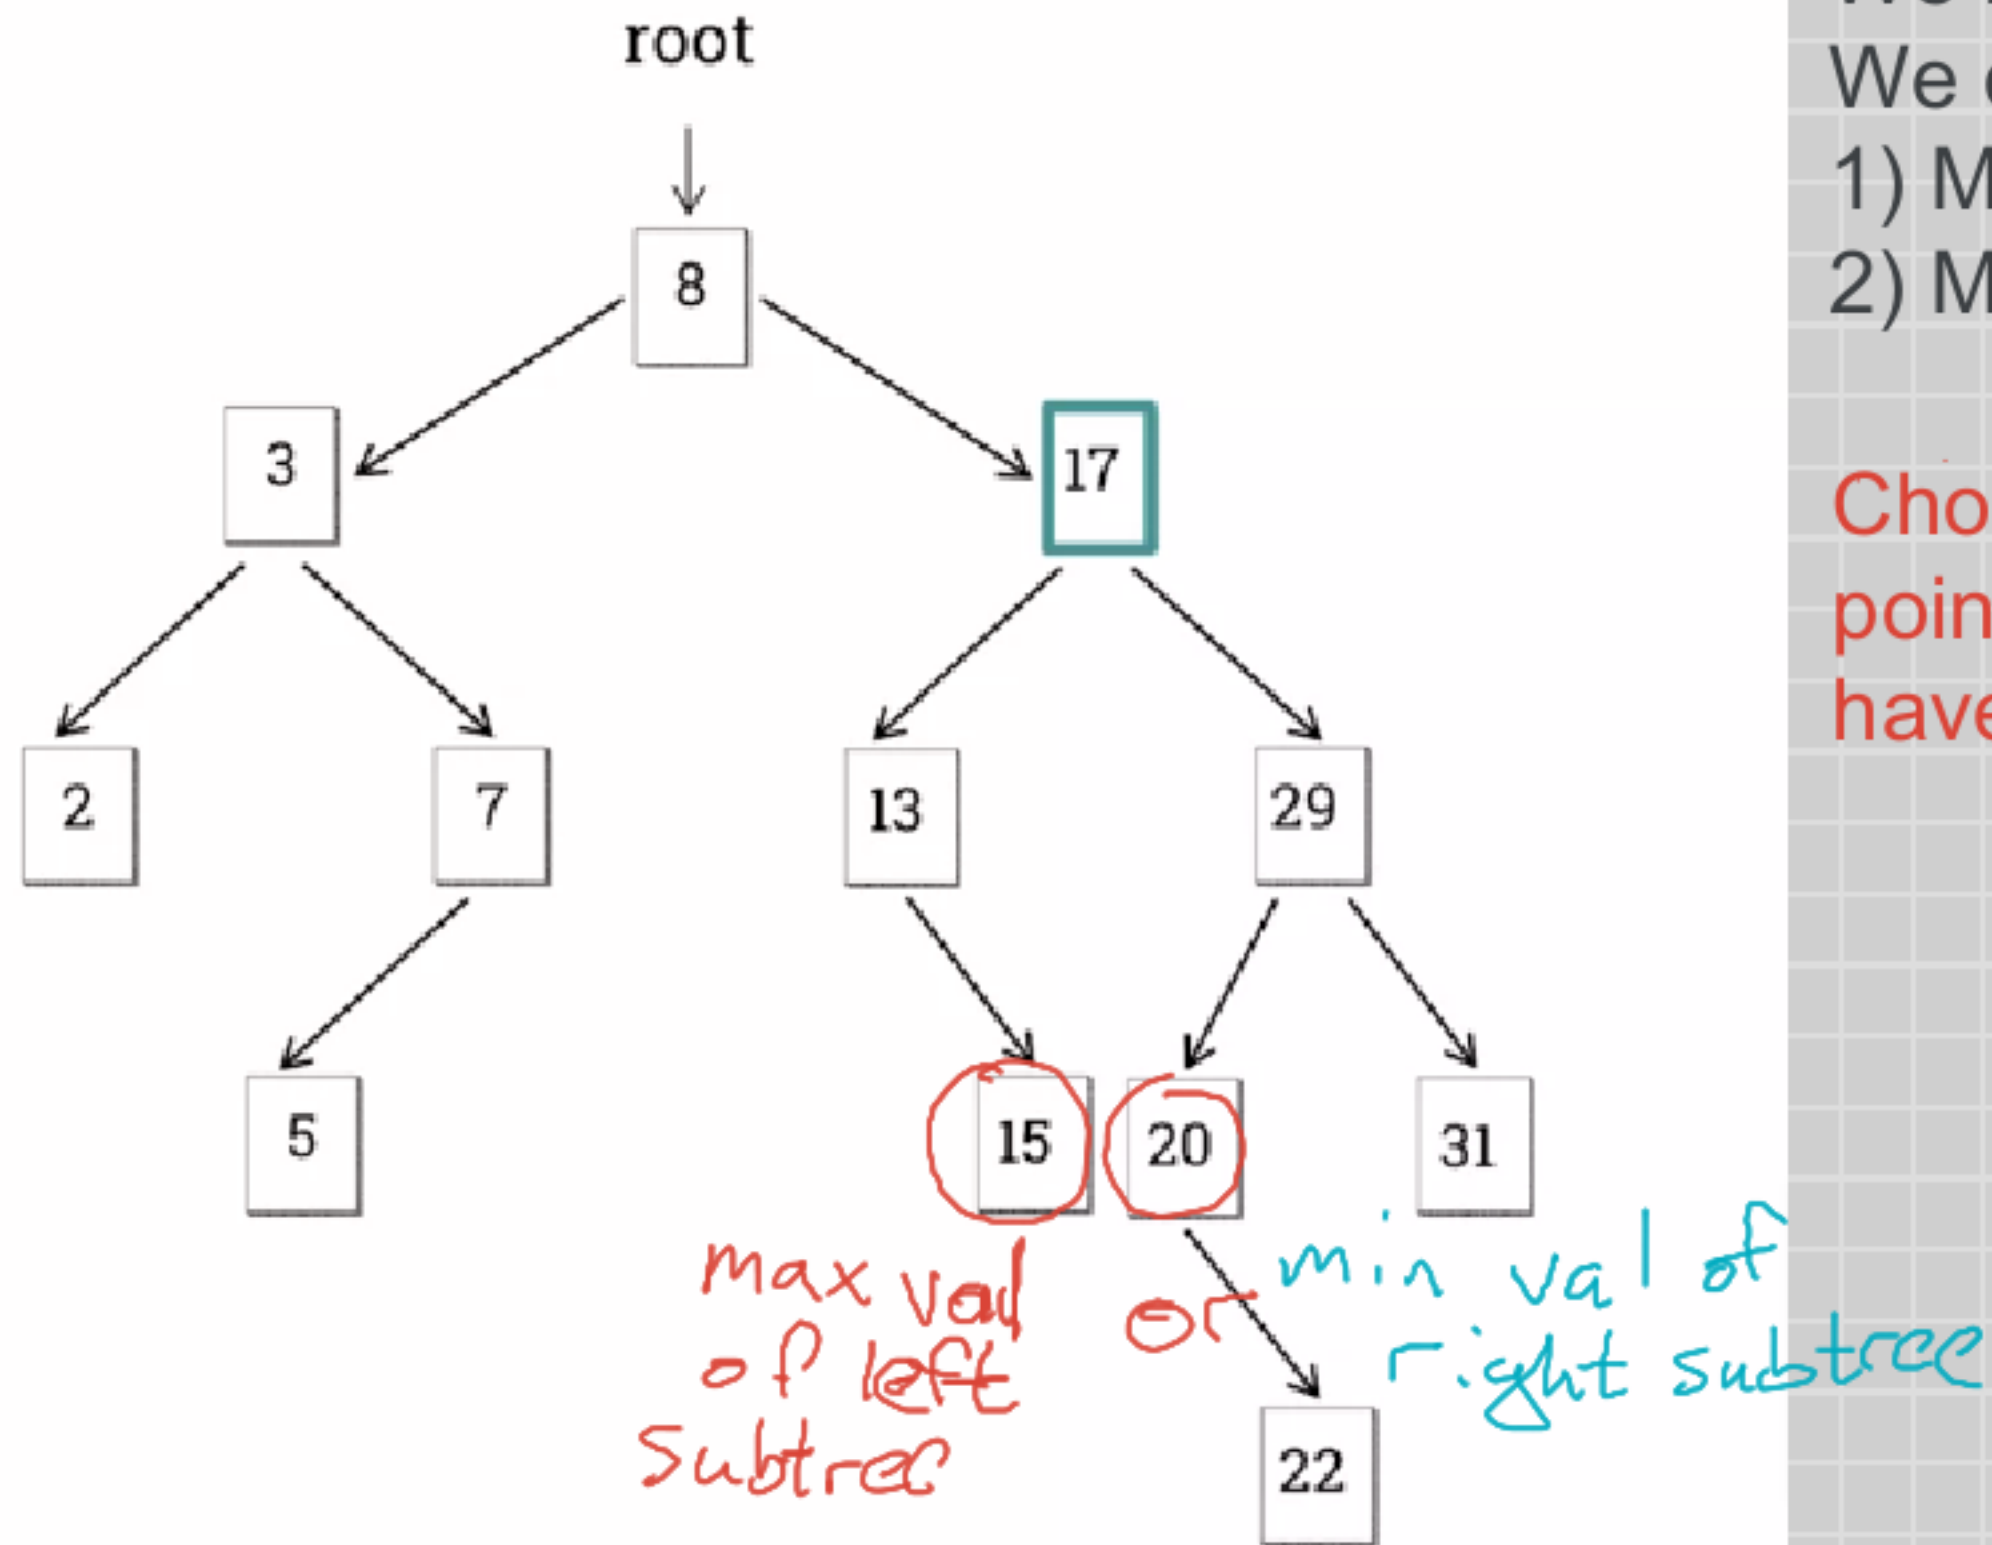 root
We
1) M
2) M
8
3
17
Cho
poin
have
2
7
13
29
5
15
20
31
max val
of left
subtree
or
min val of
right subtree
22